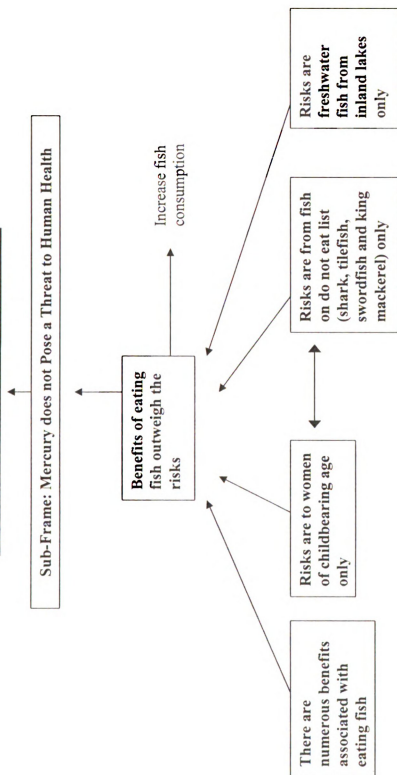 Sub-Frame: Mercury does not Pose a Threat to Human Health
Benefits of eating
fish outweigh the
risks
Increase fish
consumption
There are
numerous benefits
associated with
eating fish
Risks are to women
of childbearing age
only
Risks are from fish
on do not eat list
(shark, tilefish,
swordfish and king
mackerel) only
Risks are
freshwater
fish from
inland lakes
only